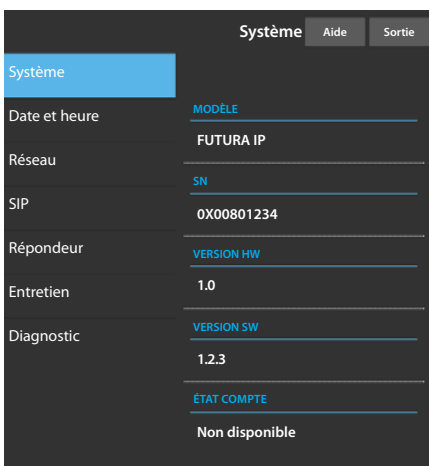 Système Aide Sortie
Système
Date et heure
Réseau
SIP
Répondeur
Entretien
Diagnostic
MODÈLE
FUTURA IP
SN
0X00801234
VERSION HW
1.0
VERSION SW
1.2.3
ÉTAT COMPTE
Non disponible